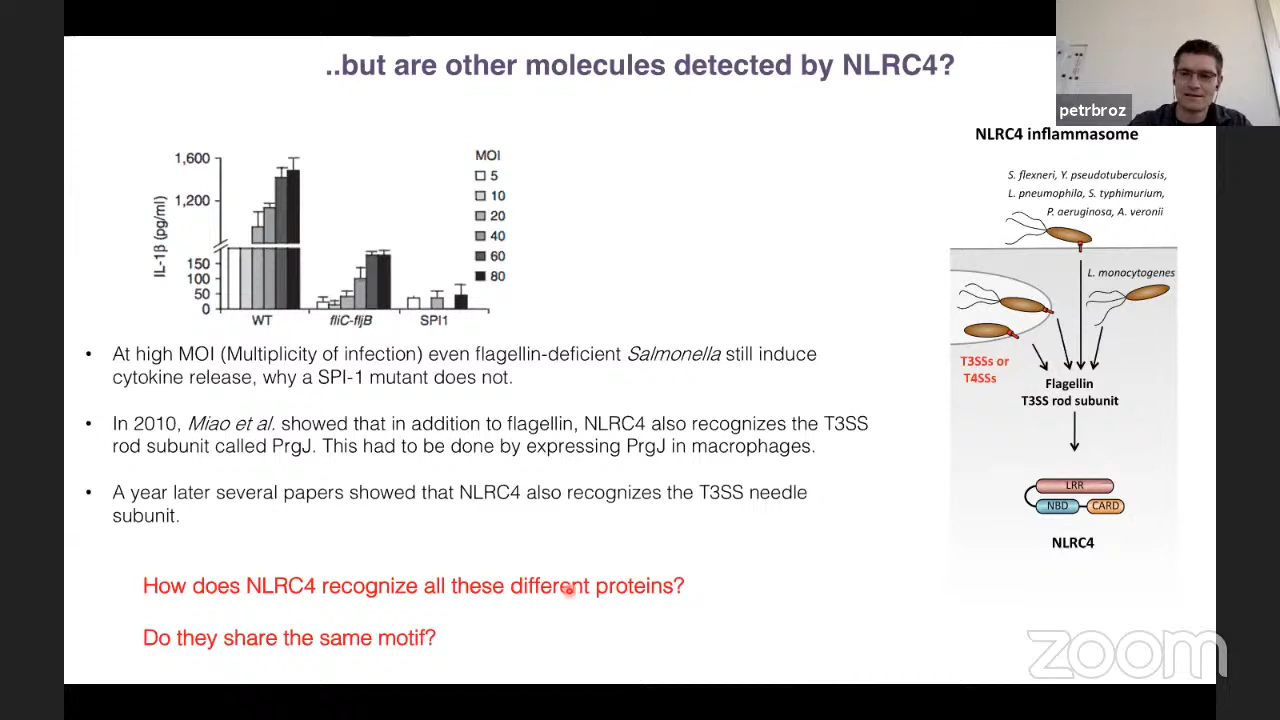 ..but are other molecules detected by NLRC4?
petrbroz
NLRC4 inflammasome
1,600
1,200
150
100
50
0
IL-1β (pg/ml)
WT
fliC-fljB
SPI1
MOI
5
10
20
40
60
80
S. flexneri, Y. pseudotuberculosis,
L. pneumophila, S. typhimurium,
P. aeruginosa, A. veronii
L. monocytogenes
T3SSs or
T4SSs
Flagellin
T3SS rod subunit
LRR
NBD
CARD
NLRC4
• At high MOI (Multiplicity of infection) even flagellin-deficient Salmonella still induce
cytokine release, why a SPI-1 mutant does not.
• In 2010, Miao et al. showed that in addition to flagellin, NLRC4 also recognizes the T3SS
rod subunit called PrgJ. This had to be done by expressing PrgJ in macrophages.
• A year later several papers showed that NLRC4 also recognizes the T3SS needle
subunit.
How does NLRC4 recognize all these different proteins?
Do they share the same motif?
zoom